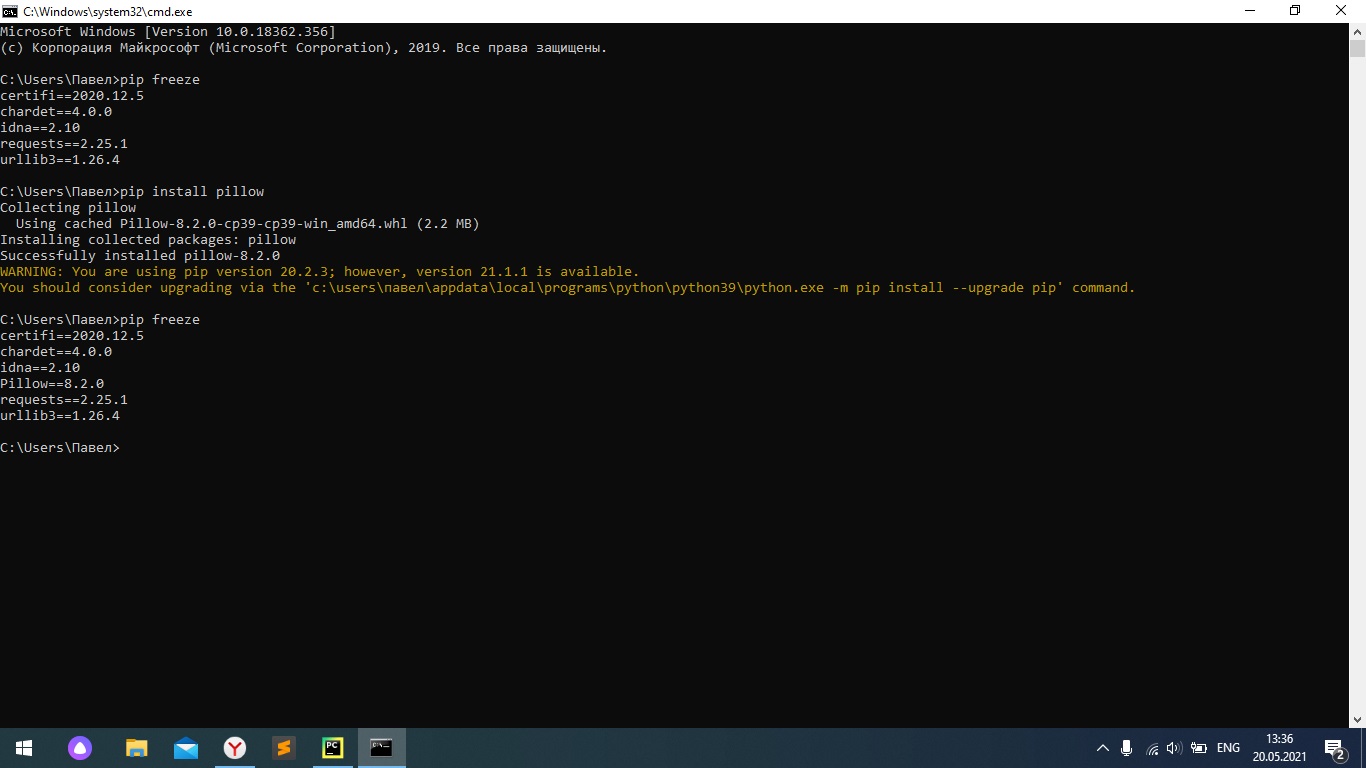 C:\Windows\system32\cmd.exe
Microsoft Windows [Version 10.0.18362.356]
(c) Корпорация Майкрософт (Microsoft Corporation), 2019. Все права защищены.
C:\Users\Павел>pip freeze
certifi==2020.12.5
chardet==4.0.0
idna==2.10
requests==2.25.1
urllib3==1.26.4
C:\Users\Павел>pip install pillow
Collecting pillow
  Using cached Pillow-8.2.0-cp39-cp39-win_amd64.whl (2.2 MB)
Installing collected packages: pillow
Successfully installed pillow-8.2.0
WARNING: You are using pip version 20.2.3; however, version 21.1.1 is available.
You should consider upgrading via the 'c:\users\павел\appdata\local\programs\python\python39\python.exe -m pip install --upgrade pip' command.
C:\Users\Павел>pip freeze
certifi==2020.12.5
chardet==4.0.0
idna==2.10
Pillow==8.2.0
requests==2.25.1
urllib3==1.26.4
C:\Users\Павел>
PC
C:\_
ENG
13:36
20.05.2021
2